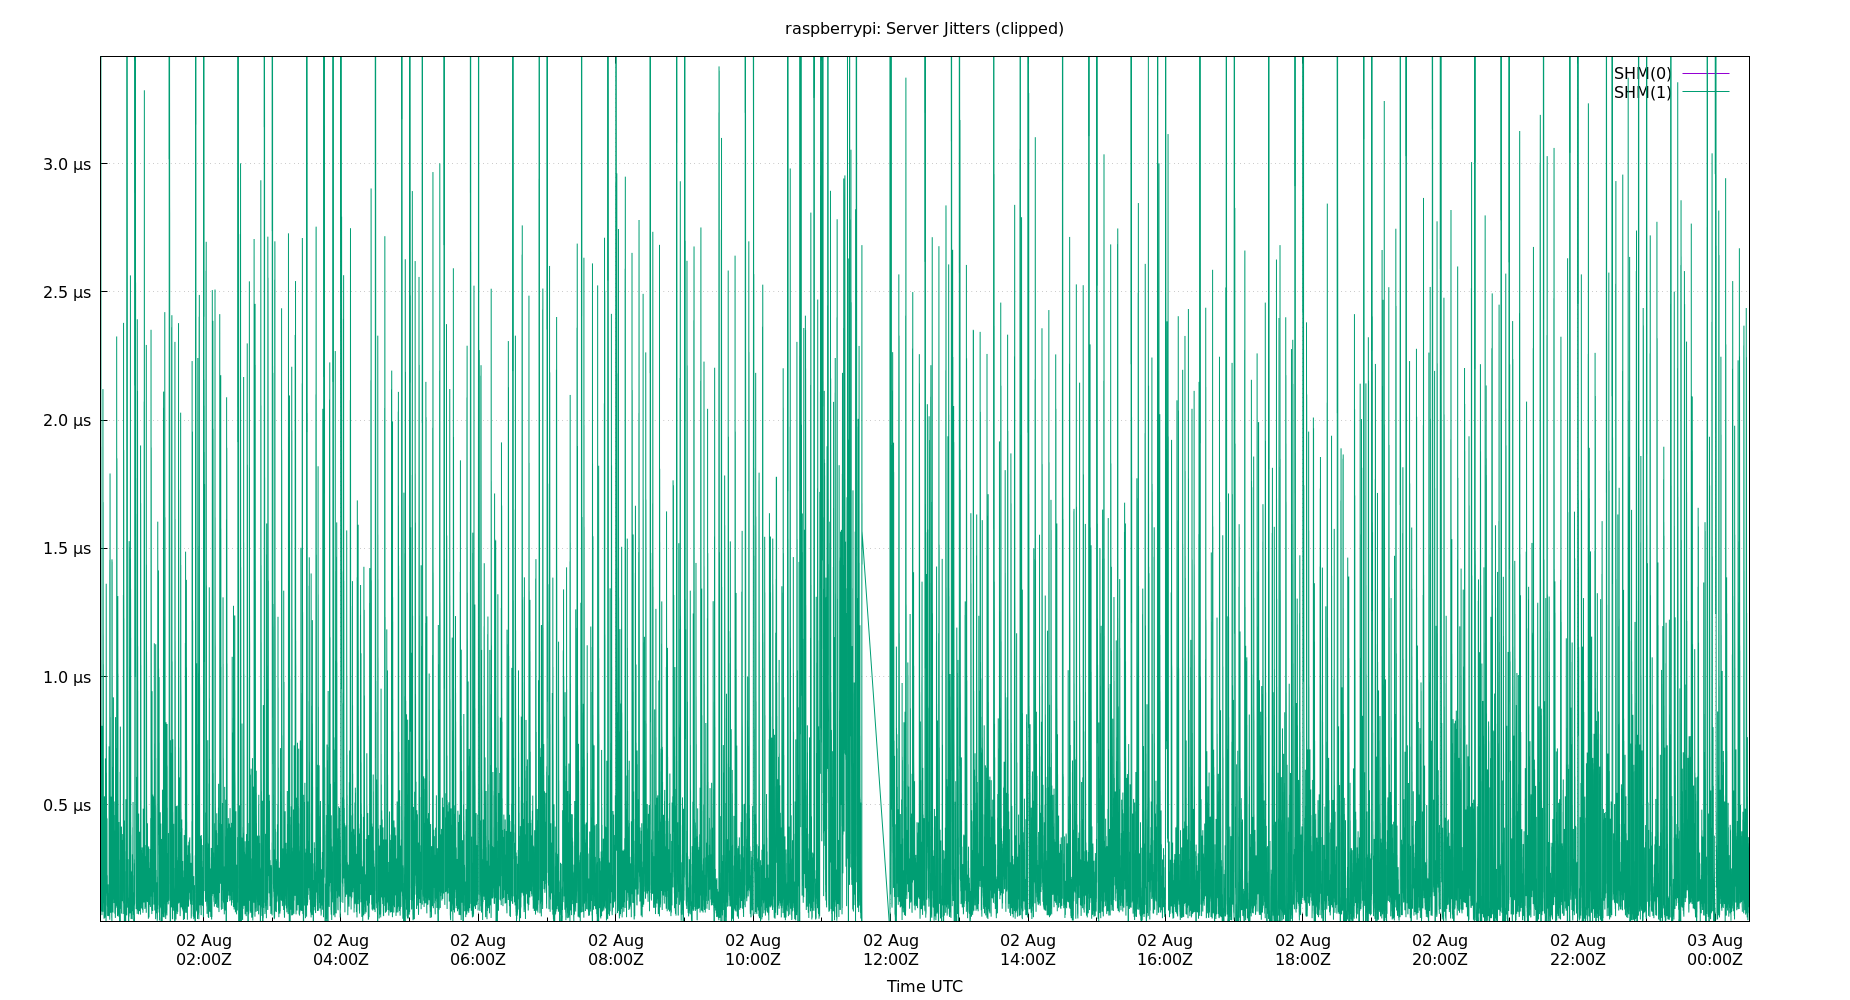 raspberrypi: Server Jitters (clipped)
SHM(0)
SHM(1)
3.0 µs
2.5 µs
2.0 µs
1.5 µs
1.0 µs
0.5 µs
02 Aug 02 Aug 02 Aug 02 Aug 02 Aug 02 Aug 02 Aug 02 Aug 02 Aug 02 Aug 02 Aug 03 Aug
02:00Z 04:00Z 06:00Z 08:00Z 10:00Z 12:00Z 14:00Z 16:00Z 18:00Z 20:00Z 22:00Z 00:00Z
Time UTC